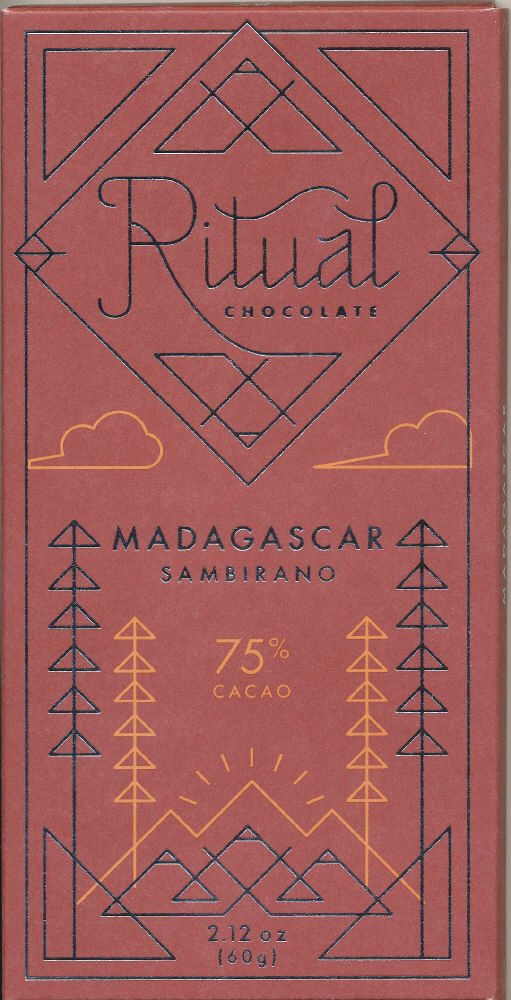 Ritual
CHOCOLATE
MADAGASCAR
SAMBIRANO
75%
CACAO
2.12 oz
(60g)